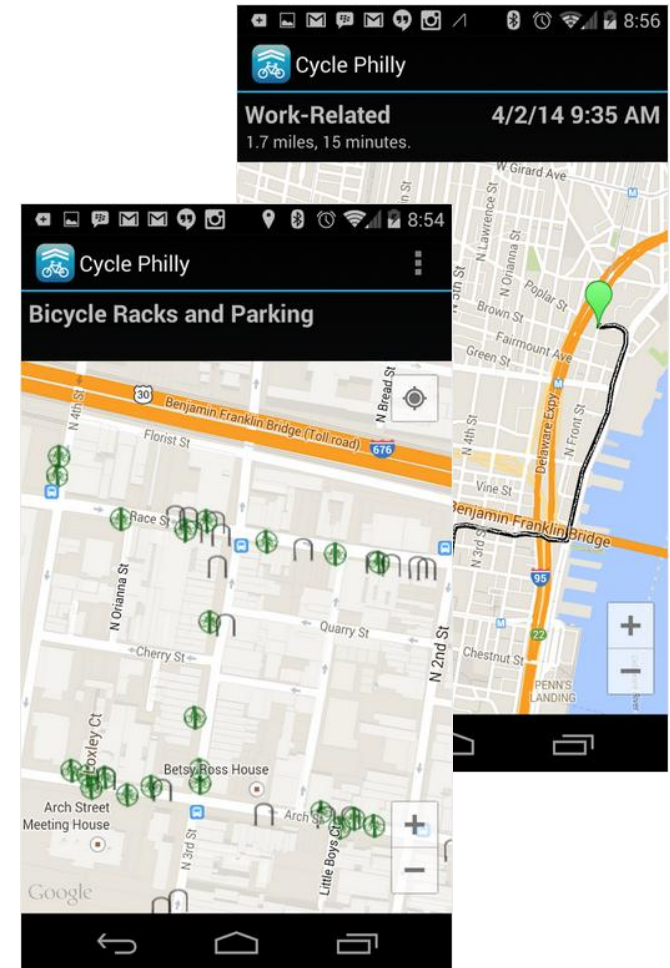 8:56
Cycle Philly
Work-Related 4/2/14 9:35 AM
1.7 miles, 15 minutes.
W Girard Ave
N Lawrence St
N Orianna St
Poplar St
Brown St
Fairmount Ave
Green St
N 4th St
Delaware Expy
N Front St
Vine St
Benjamin Franklin Bridge
N 3rd St
95
22
Chestnut St
PENN'S
LANDING
+
−
8:54
Cycle Philly
Bicycle Racks and Parking
30
N Bread St
N 4th St
Benjamin Franklin Bridge (Toll road)
676
Florist St
Race St
N Orianna St
Quarry St
Cherry St
N 2nd St
Loxley Ct
Betsy Ross House
Arch Street
Meeting House
Arch St
N 3rd St
Little Boys Ct
+
−
Google